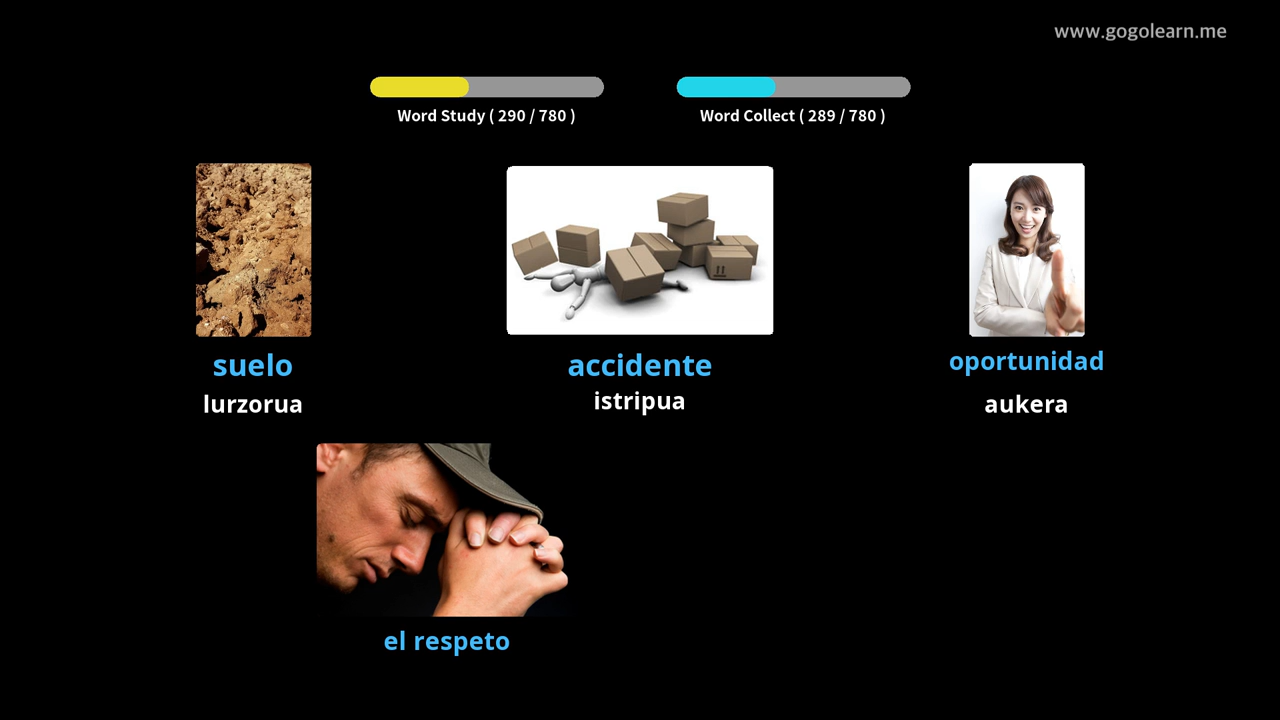 www.gogolearn.me
Word Study ( 290 / 780 )
Word Collect ( 289 / 780 )
suelo
accidente
oportunidad
lurzorua
istripua
aukera
el respeto